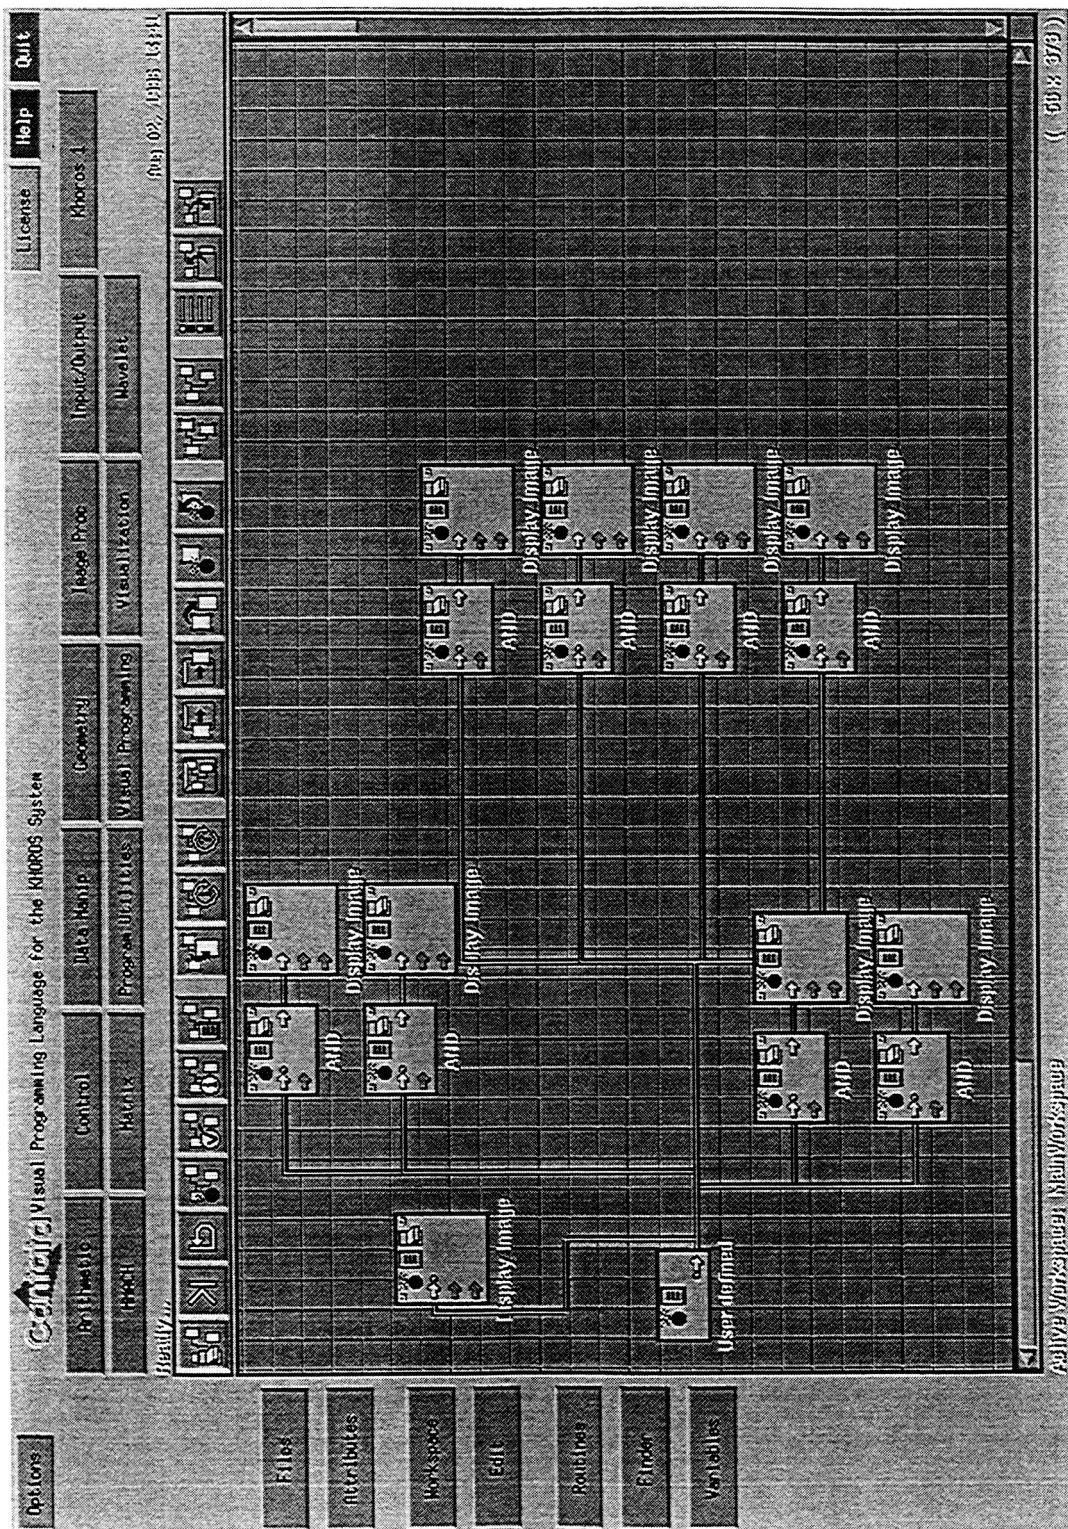 Options
Cantata Visual Programming Language for the KHOROS System
License
Help
Quit
Arithmetic
Control
Data Manip
Geometry
Image Proc
Input/Output
Khoros 1
MMACH
Matrix
Program Utilities
Visual Programming
Visualization
Wavelet
Ready...
Files
Attributes
Workspace
Edit
Routines
Finder
Variables
AND
Display Image
AND
Display Image
Display Image
User defined
AND
Display Image
AND
Display Image
AND
Display Image
AND
Display Image
AND
Display Image
AND
Display Image
Active Workspace: MainWorkspace